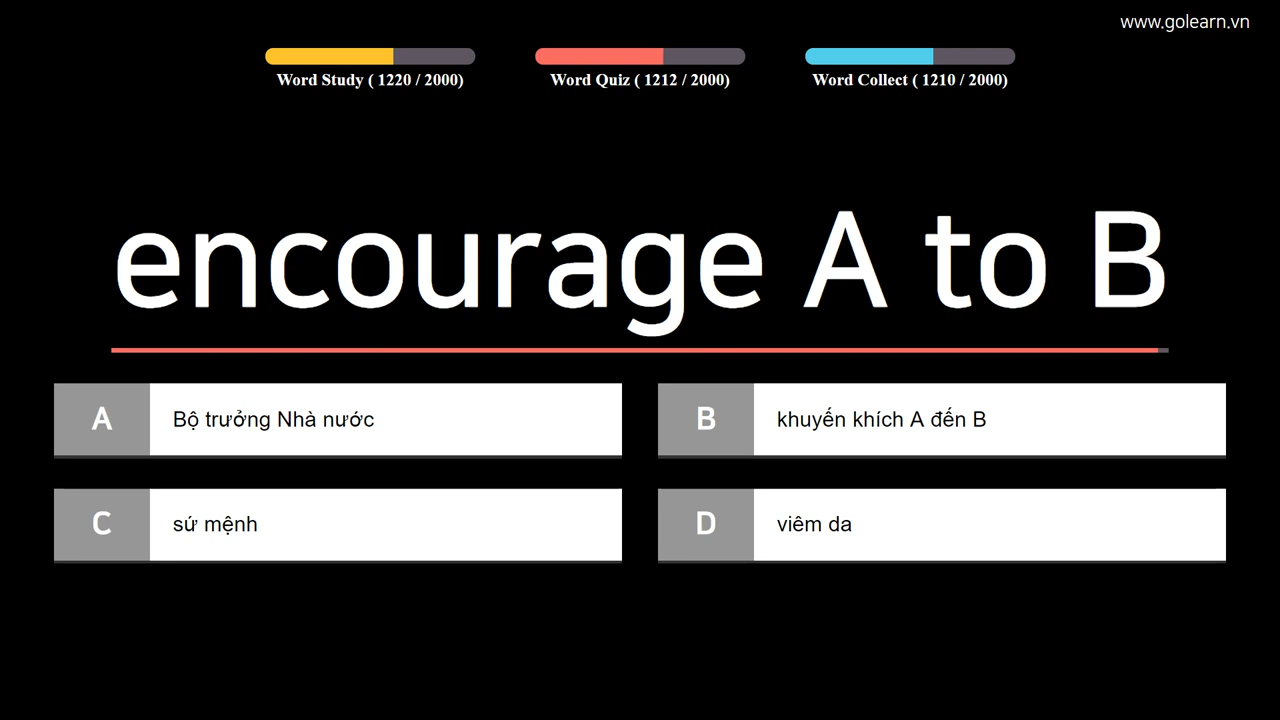 www.golearn.vn
Word Study ( 1220 / 2000)
Word Quiz ( 1212 / 2000)
Word Collect ( 1210 / 2000)
encourage A to B
A Bộ trưởng Nhà nước
B khuyến khích A đến B
C sứ mệnh
D viêm da